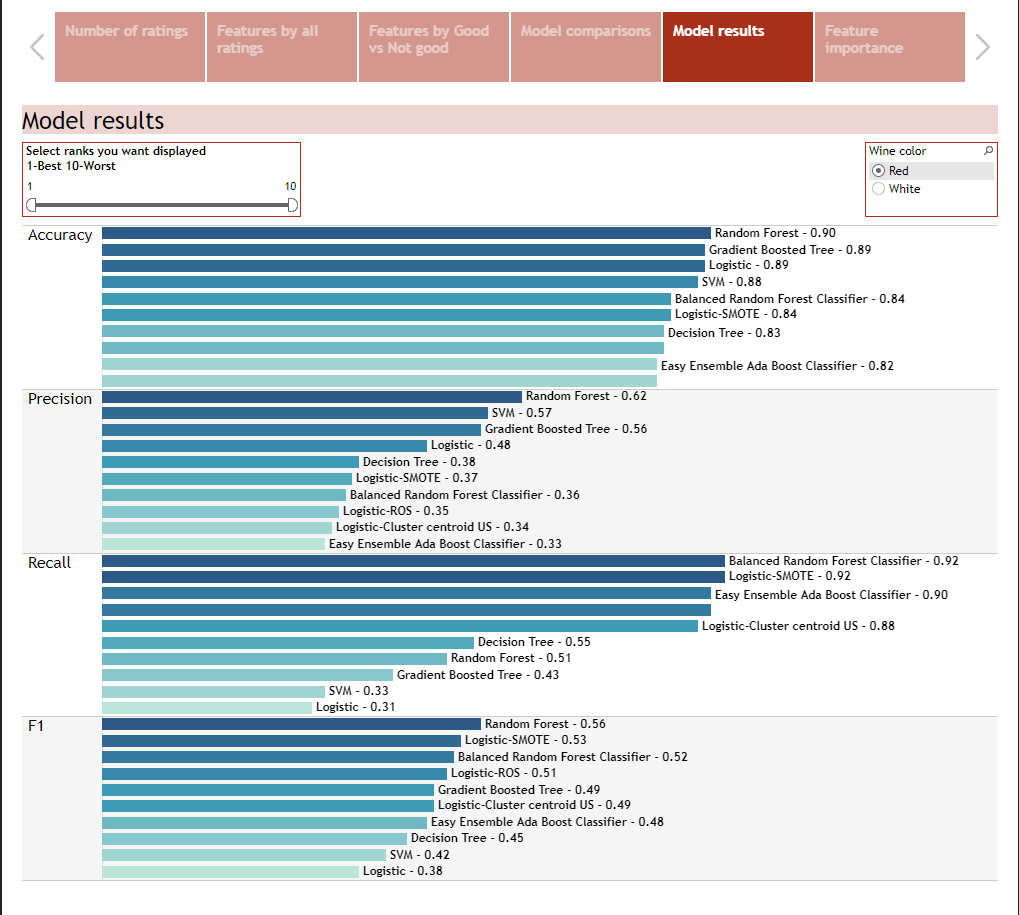 Number of ratings
Features by all
ratings
Features by Good
vs Not good
Model comparisons
Model results
Feature
importance
Model results
Select ranks you want displayed
1-Best 10-Worst
1
10
Wine color
Red
White
Accuracy
Random Forest - 0.90
Gradient Boosted Tree - 0.89
Logistic - 0.89
SVM - 0.88
Balanced Random Forest Classifier - 0.84
Logistic-SMOTE - 0.84
Decision Tree - 0.83
Easy Ensemble Ada Boost Classifier - 0.82
Precision
Random Forest - 0.62
SVM - 0.57
Gradient Boosted Tree - 0.56
Logistic - 0.48
Decision Tree - 0.38
Logistic-SMOTE - 0.37
Balanced Random Forest Classifier - 0.36
Logistic-ROS - 0.35
Logistic-Cluster centroid US - 0.34
Easy Ensemble Ada Boost Classifier - 0.33
Recall
Balanced Random Forest Classifier - 0.92
Logistic-SMOTE - 0.92
Easy Ensemble Ada Boost Classifier - 0.90
Logistic-Cluster centroid US - 0.88
Decision Tree - 0.55
Random Forest - 0.51
Gradient Boosted Tree - 0.43
SVM - 0.33
Logistic - 0.31
F1
Random Forest - 0.56
Logistic-SMOTE - 0.53
Balanced Random Forest Classifier - 0.52
Logistic-ROS - 0.51
Gradient Boosted Tree - 0.49
Logistic-Cluster centroid US - 0.49
Easy Ensemble Ada Boost Classifier - 0.48
Decision Tree - 0.45
SVM - 0.42
Logistic - 0.38